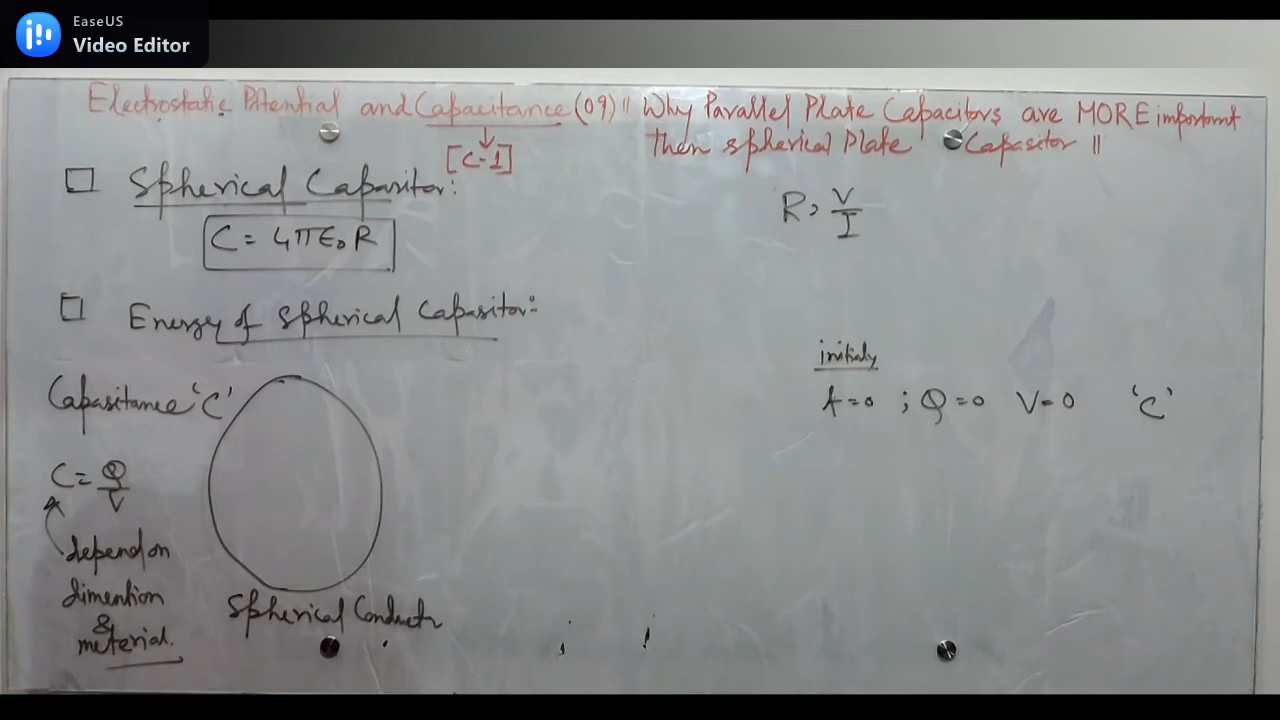 EaseUS
Video Editor
Electrostatic Potential and Capacitance (09) || Why Parallel Plate Capacitors are MORE important
then spherical Plate Capasitor ||
[C-1]
Spherical Capasitor:
C = 4πε₀R
R, V/I
Energy of spherical capasitor:
initialy
t=0 ; Q=0 V=0 'C'
Capasitance 'C'
C = Q/V
depend on
dimention
&
meterial.
Spherical Conductr